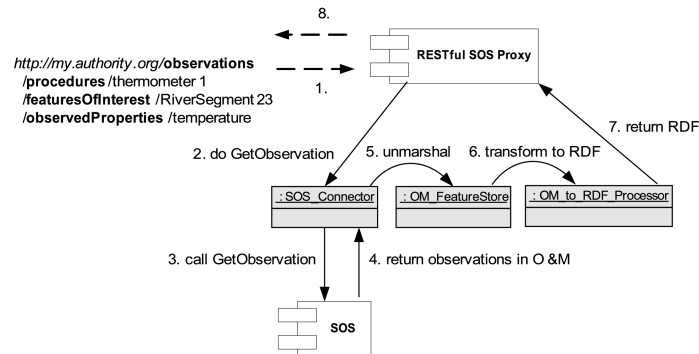 8.
RESTful SOS Proxy
http://my.authority.org/observations
/procedures /thermometer 1
/featuresOfInterest /RiverSegment 23
/observedProperties /temperature
1.
7. return RDF
2. do GetObservation
5. unmarshal
6. transform to RDF
: SOS_Connector
: OM_FeatureStore
: OM_to_RDF_Processor
3. call GetObservation
4. return observations in O &M
SOS